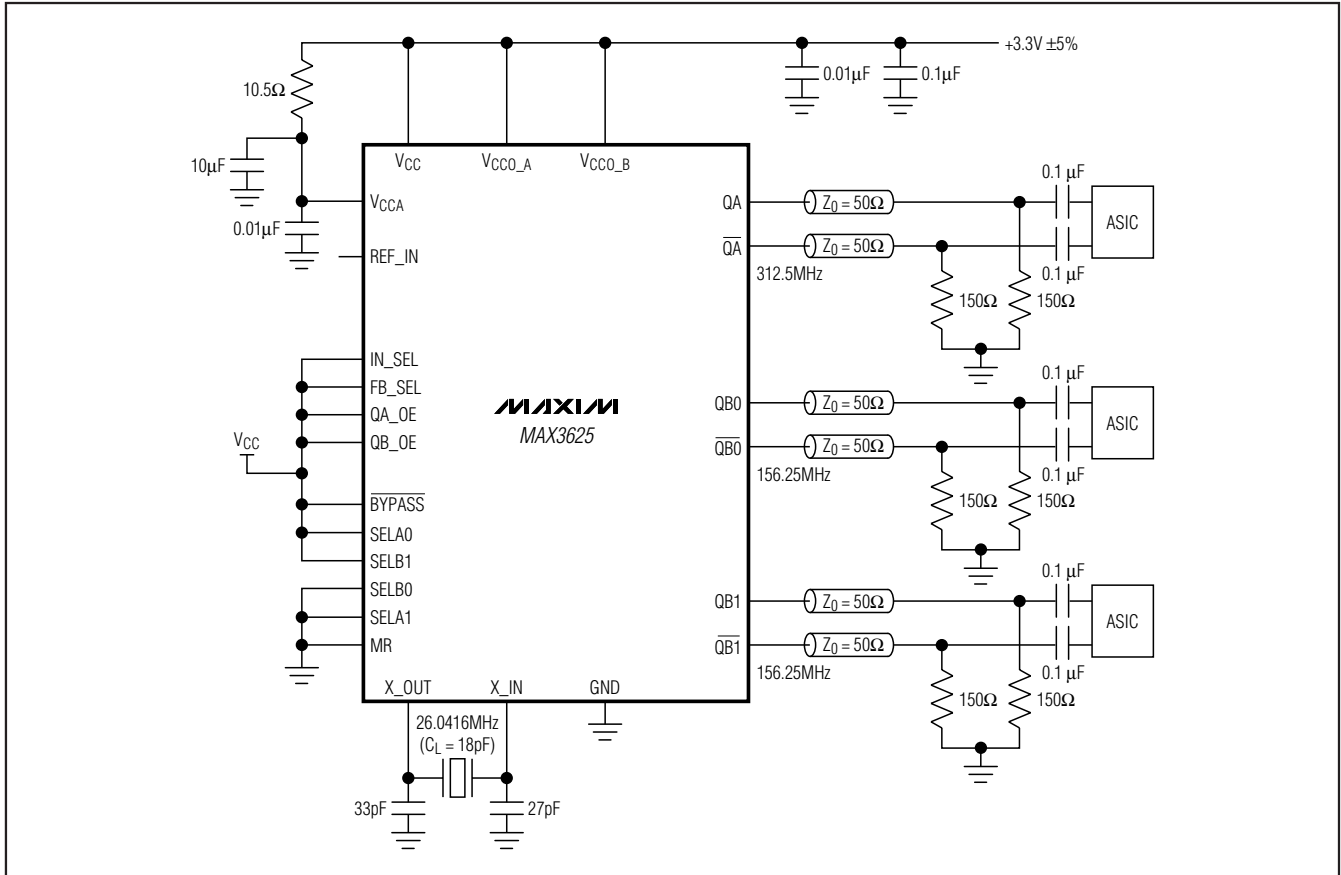 +3.3V ±5%
10.5Ω
0.01µF
0.1µF
10µF
VCC
VCCO_A
VCCO_B
VCCA
0.01µF
REF_IN
QA
Z0 = 50Ω
0.1 µF
ASIC
QA
Z0 = 50Ω
0.1 µF
312.5MHz
150Ω
150Ω
IN_SEL
FB_SEL
QA_OE
QB_OE
VCC
BYPASS
SELA0
SELB1
SELB0
SELA1
MR
MAXIM
MAX3625
QB0
Z0 = 50Ω
0.1 µF
ASIC
QB0
Z0 = 50Ω
0.1 µF
156.25MHz
150Ω
150Ω
QB1
Z0 = 50Ω
0.1 µF
ASIC
QB1
Z0 = 50Ω
0.1 µF
156.25MHz
150Ω
150Ω
X_OUT
X_IN
GND
26.0416MHz
(CL = 18pF)
33pF
27pF